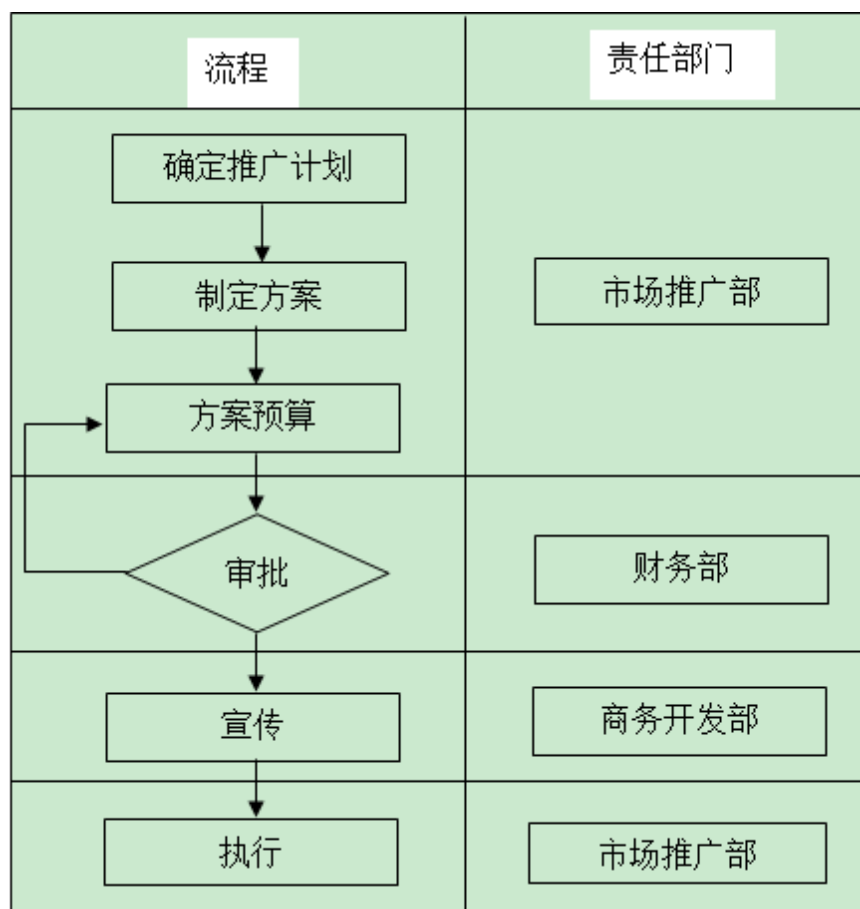 流程
责任部门
确定推广计划
制定方案
市场推广部
方案预算
审批
财务部
宣传
商务开发部
执行
市场推广部